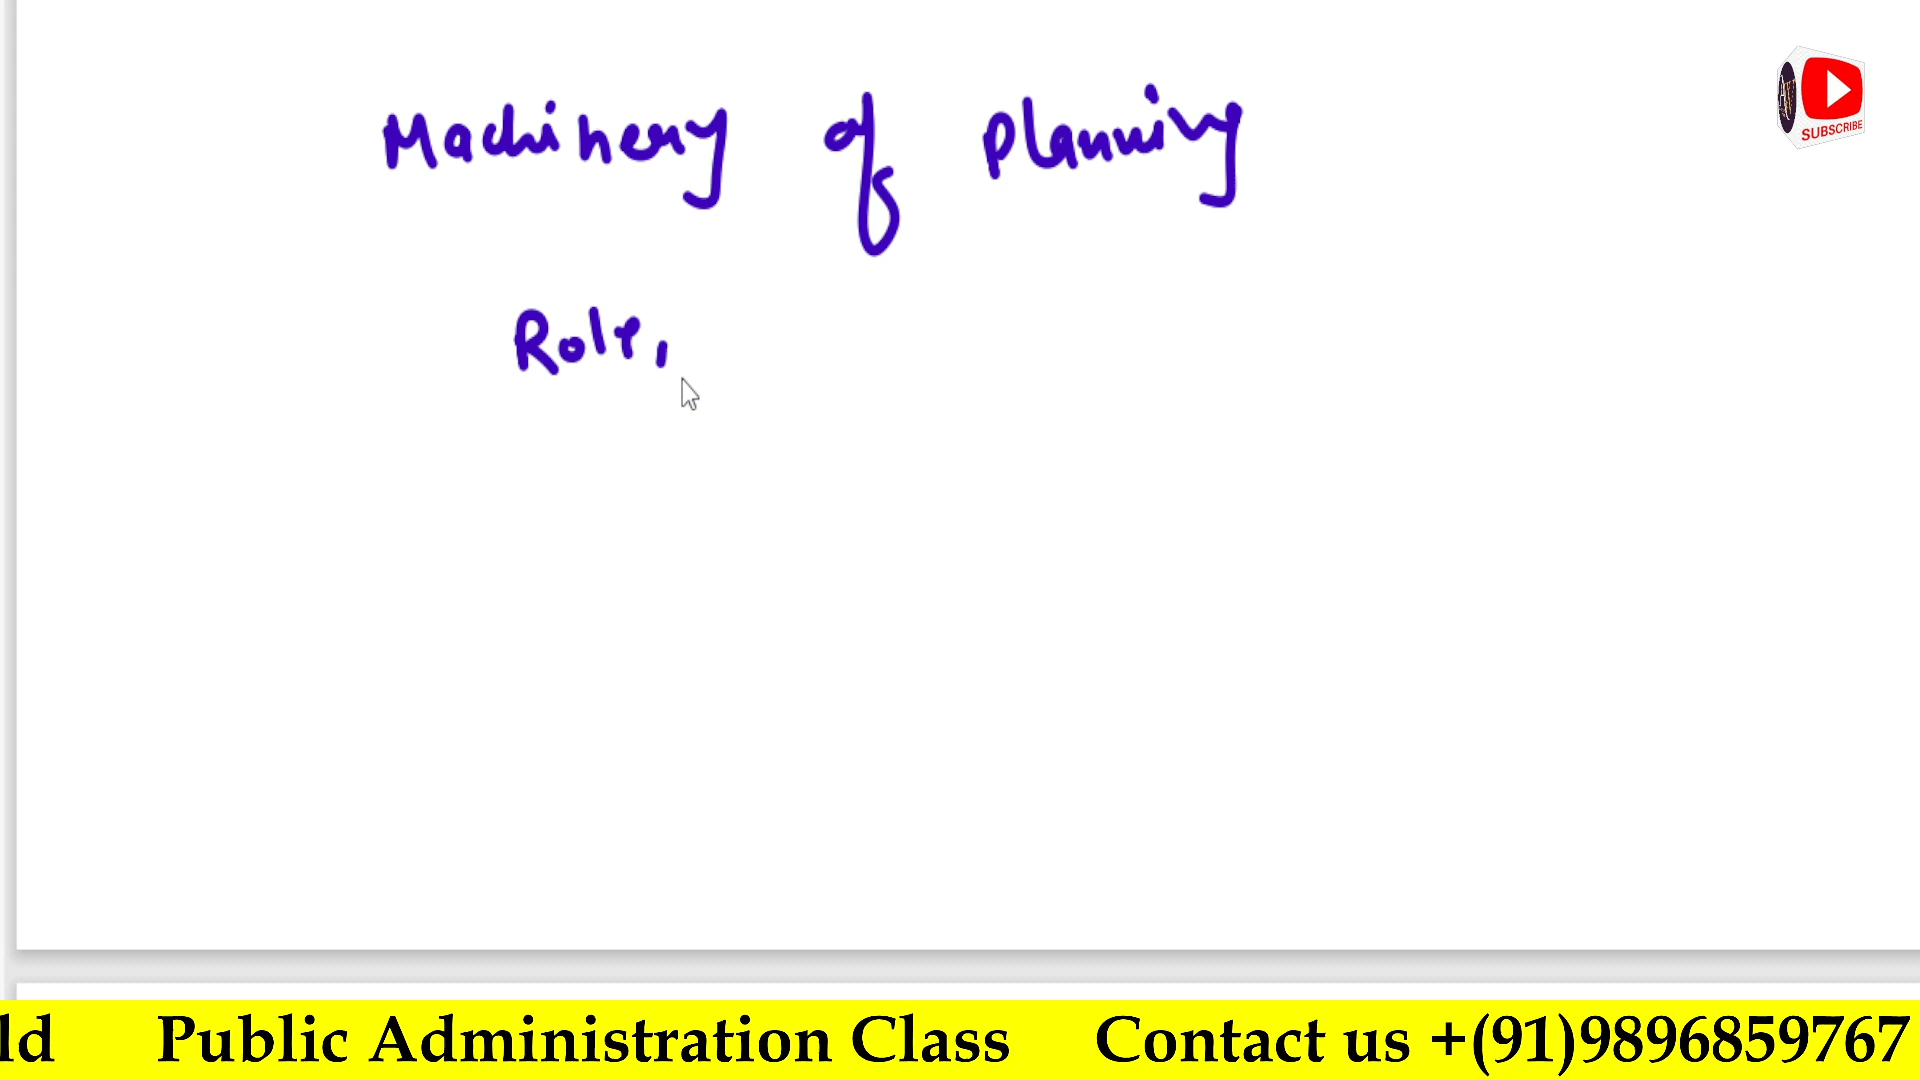 Machinery of Planning
SUBSCRIBE
Role,
ld Public Administration Class Contact us +(91)9896859767